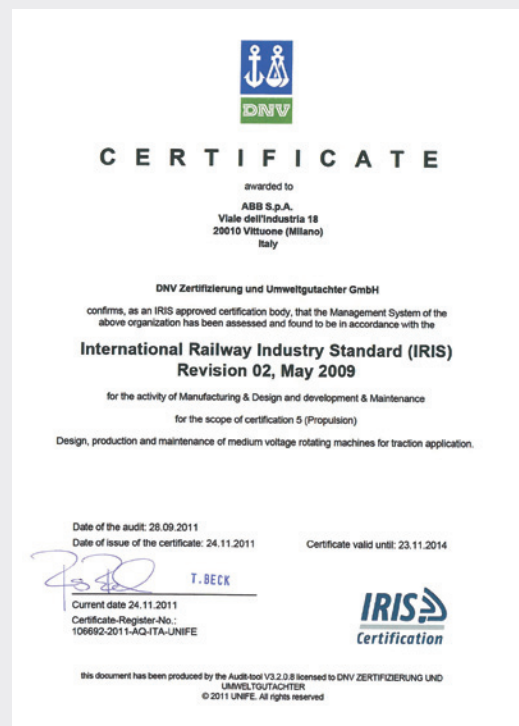 DNV
CERTIFICATE
awarded to
ABB S.p.A.
Viale dell'Industria 18
20010 Vittuone (Milano)
Italy
DNV Zertifizierung und Umweltgutachter GmbH
confirms, as an IRIS approved certification body, that the Management System of the
above organization has been assessed and found to be in accordance with the
International Railway Industry Standard (IRIS)
Revision 02, May 2009
for the activity of Manufacturing & Design and development & Maintenance
for the scope of certification 5 (Propulsion)
Design, production and maintenance of medium voltage rotating machines for traction application.
Date of the audit: 28.09.2011
Date of issue of the certificate: 24.11.2011
Certificate valid until: 23.11.2014
T.BECK
Current date 24.11.2011
Certificate-Register-No.:
106692-2011-AQ-ITA-UNIFE
IRIS
Certification
this document has been produced by the Audit-tool V3.2.0.8 licensed to DNV ZERTIFIZIERUNG UND
UMWELTGUTACHTER
© 2011 UNIFE. All rights reserved